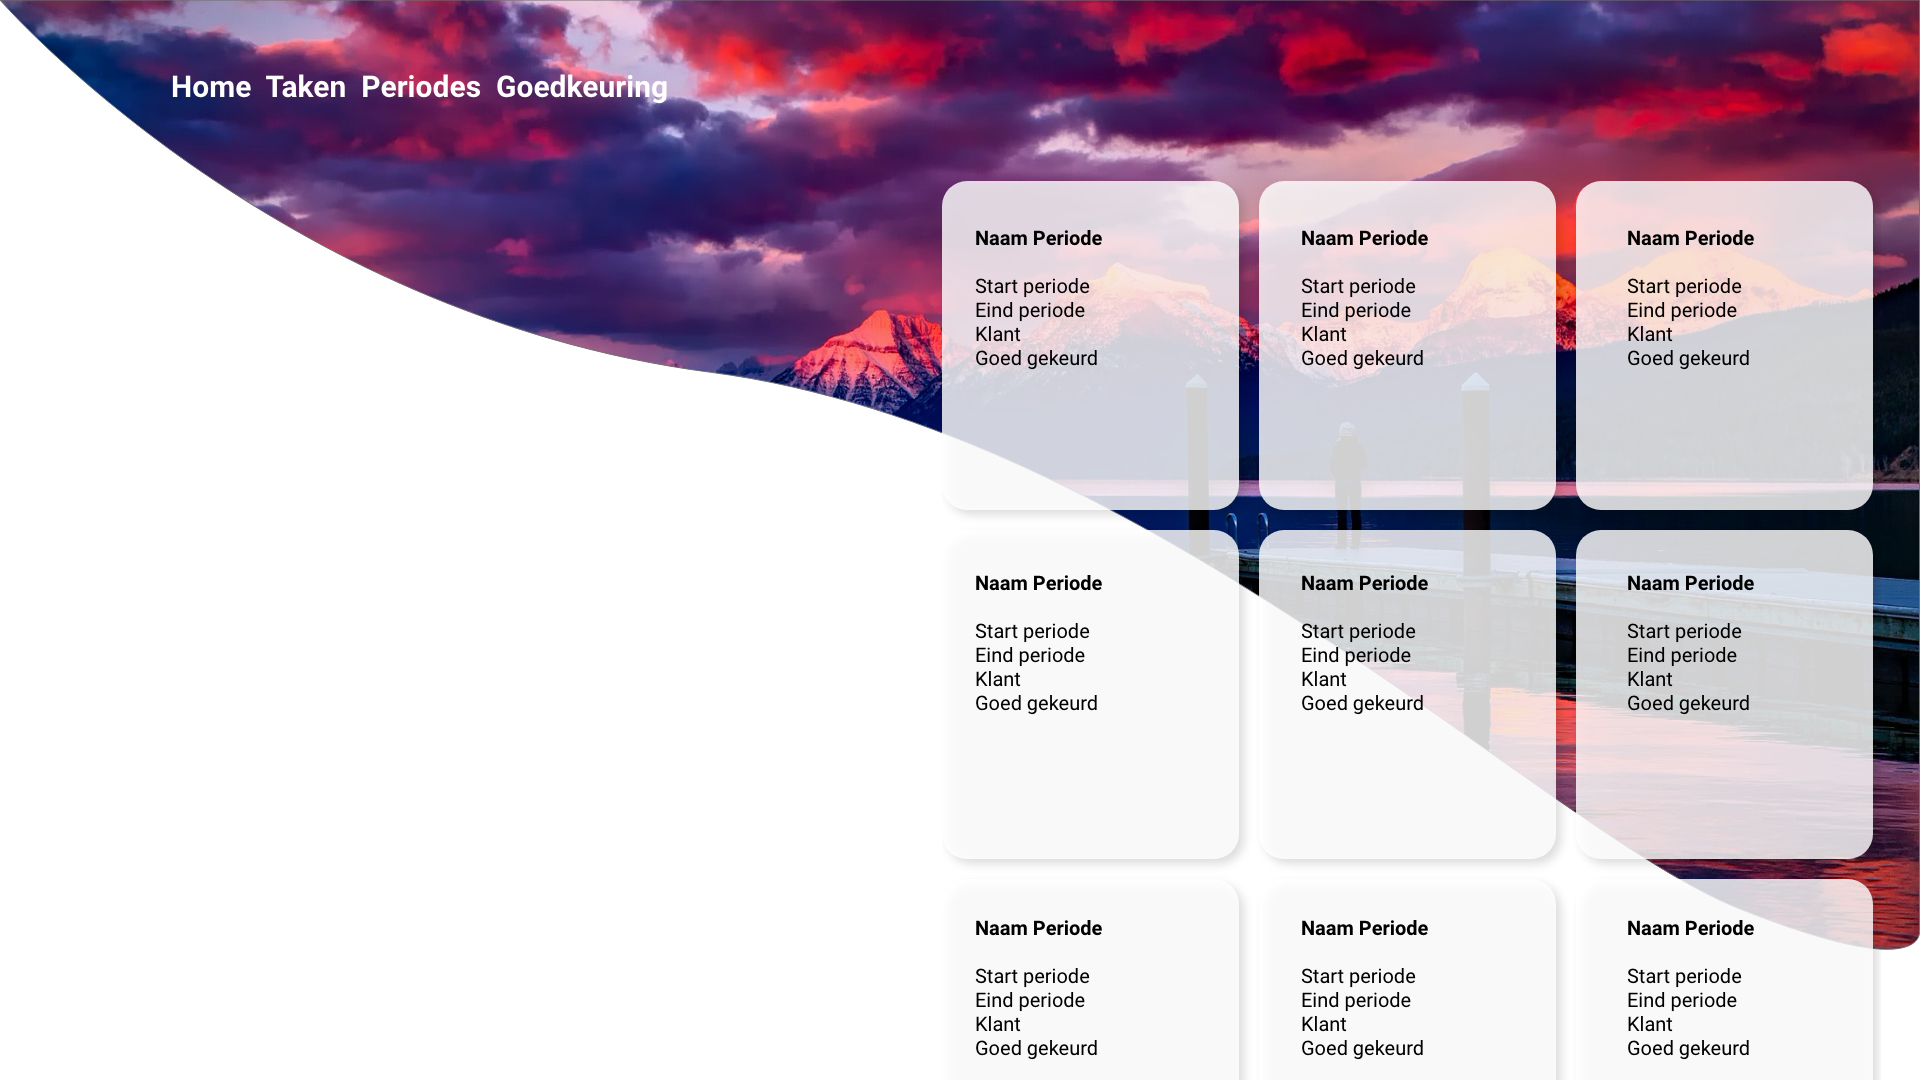 Home Taken Periodes Goedkeuring
Naam Periode
Start periode
Eind periode
Klant
Goed gekeurd
Naam Periode
Start periode
Eind periode
Klant
Goed gekeurd
Naam Periode
Start periode
Eind periode
Klant
Goed gekeurd
Naam Periode
Start periode
Eind periode
Klant
Goed gekeurd
Naam Periode
Start periode
Eind periode
Klant
Goed gekeurd
Naam Periode
Start periode
Eind periode
Klant
Goed gekeurd
Naam Periode
Start periode
Eind periode
Klant
Goed gekeurd
Naam Periode
Start periode
Eind periode
Klant
Goed gekeurd
Naam Periode
Start periode
Eind periode
Klant
Goed gekeurd